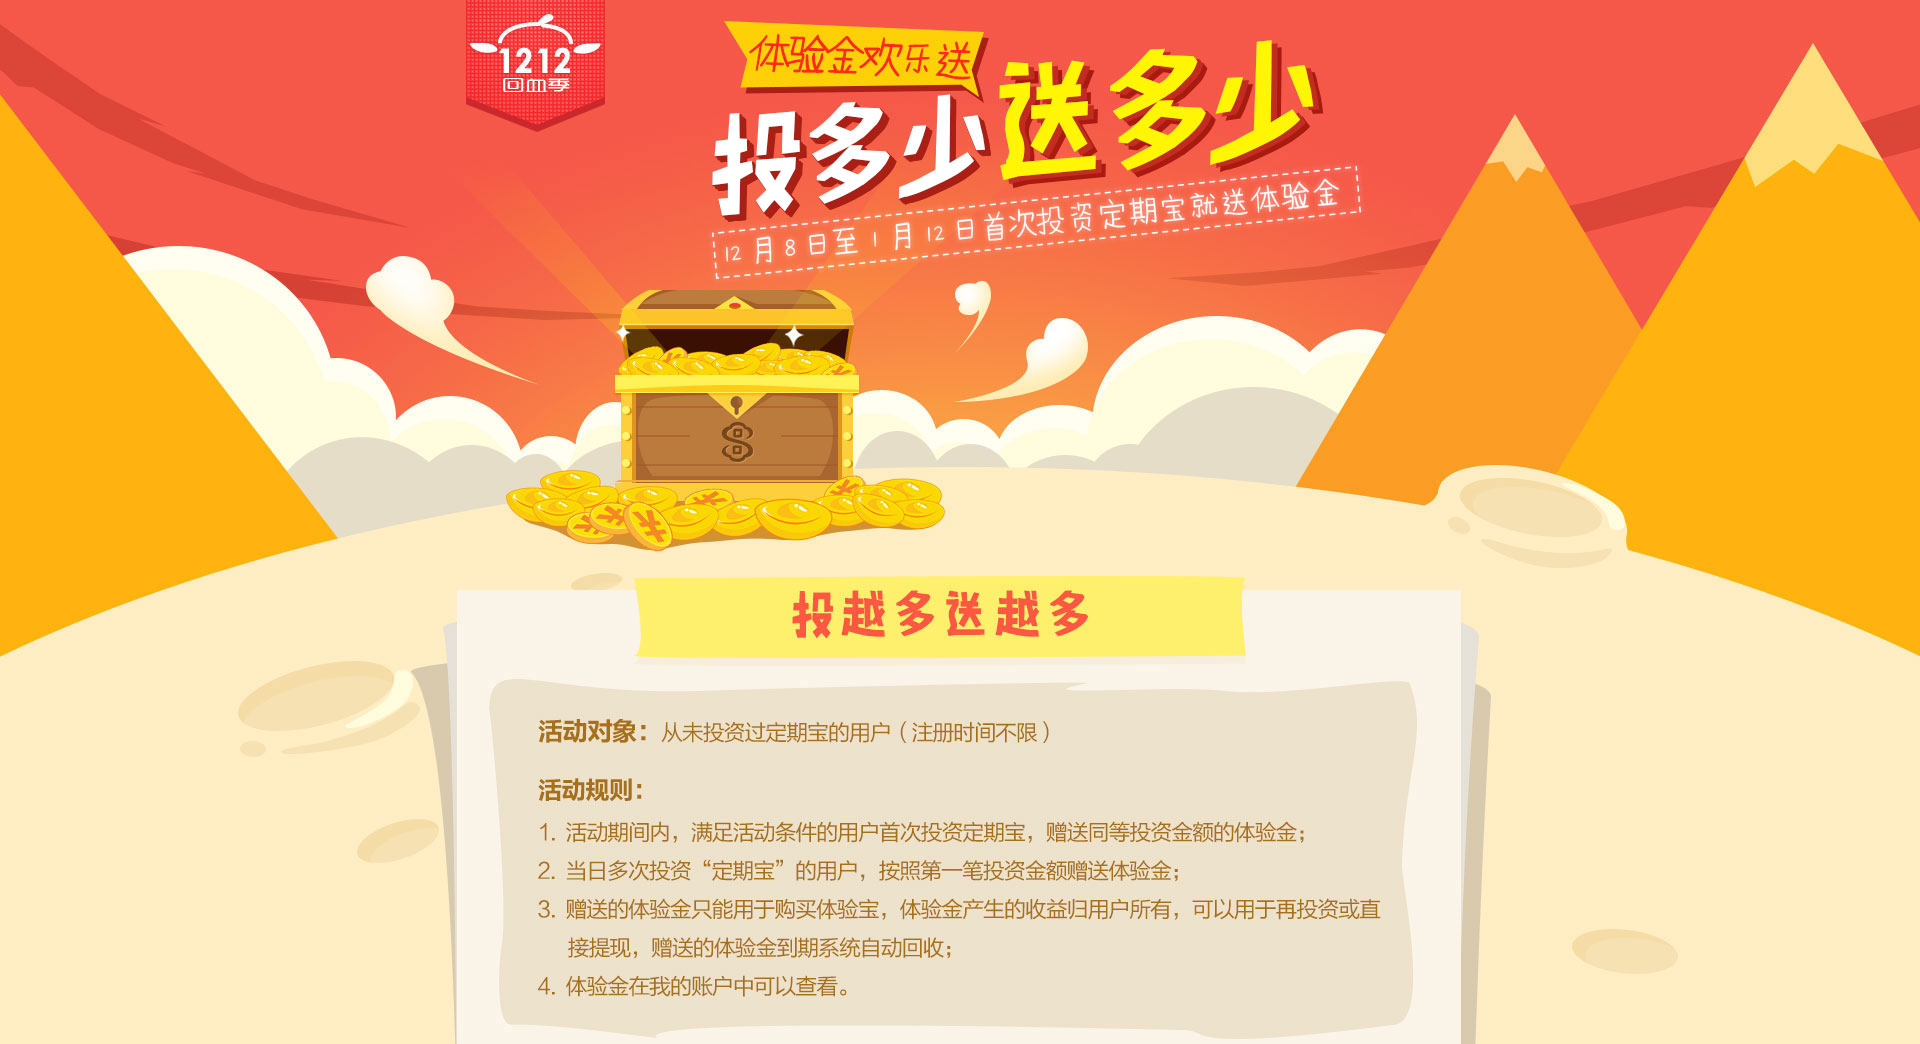 1212
回血季
体验金欢乐送
投多少送多少
12月8日至1月12日首次投资定期宝就送体验金
投越多送越多
活动对象：从未投资过定期宝的用户（注册时间不限）
活动规则：
1. 活动期间内，满足活动条件的用户首次投资定期宝，赠送同等投资金额的体验金；
2. 当日多次投资“定期宝”的用户，按照第一笔投资金额赠送体验金；
3. 赠送的体验金只能用于购买体验宝，体验金产生的收益归用户所有，可以用于再投资或直
接提现，赠送的体验金到期系统自动回收；
4. 体验金在我的账户中可以查看。